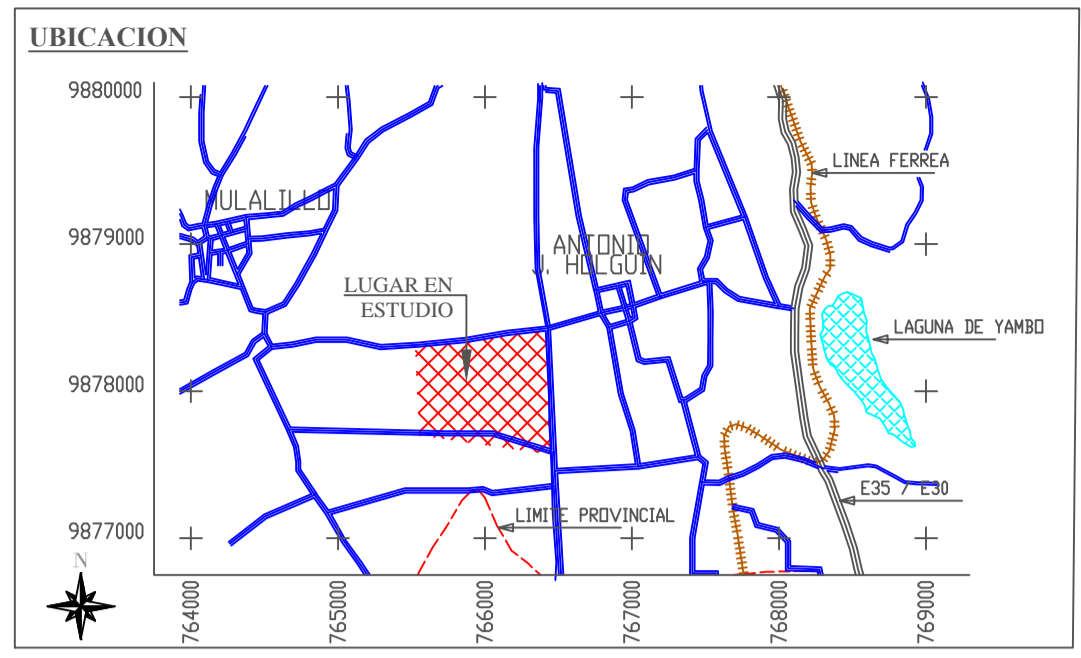 UBICACION
9880000
LINEA FERREA
MULALILLO
9879000
ANTONIO
J. HOLGUIN
LUGAR EN
ESTUDIO
LAGUNA DE YAMBO
9878000
E35 / E30
LIMITE PROVINCIAL
9877000
N
764000
765000
766000
767000
768000
769000